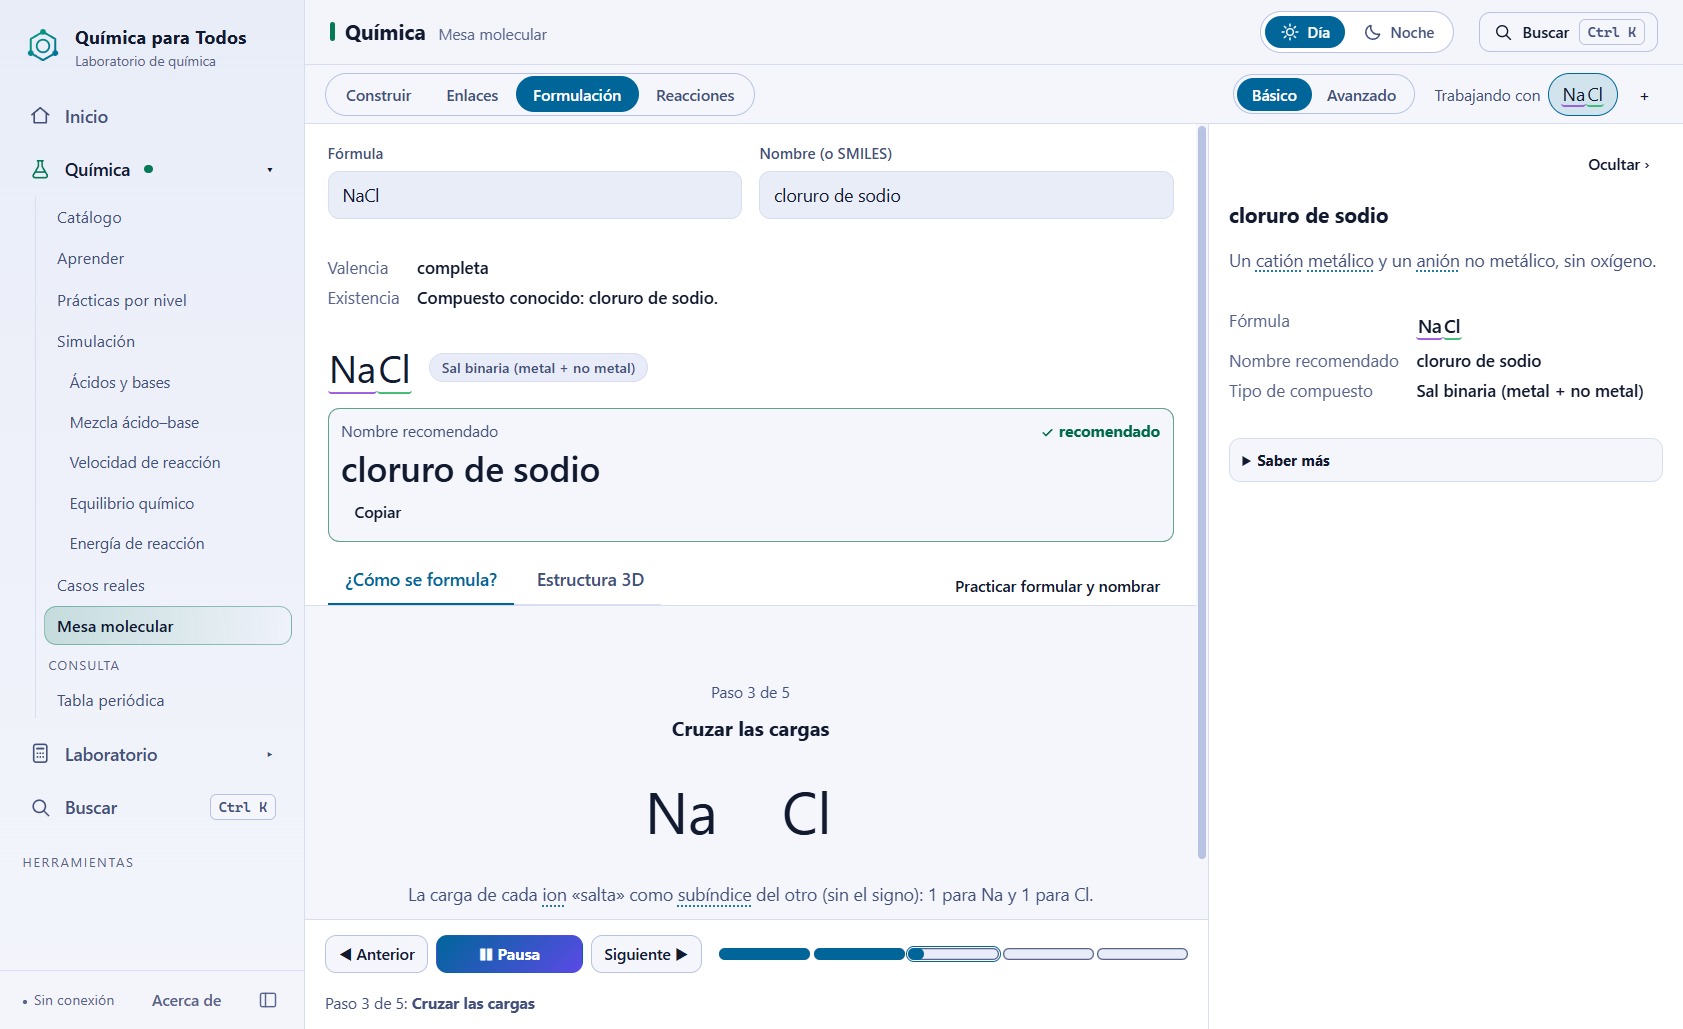 Química para Todos
Laboratorio de química
Inicio
Química
Catálogo
Aprender
Prácticas por nivel
Simulación
Ácidos y bases
Mezcla ácido–base
Velocidad de reacción
Equilibrio químico
Energía de reacción
Casos reales
Mesa molecular
CONSULTA
Tabla periódica
Laboratorio
Buscar Ctrl K
HERRAMIENTAS
Sin conexión Acerca de
Química Mesa molecular
Día Noche
Buscar Ctrl K
Construir Enlaces Formulación Reacciones
Básico Avanzado Trabajando con NaCl +
Fórmula
NaCl
Nombre (o SMILES)
cloruro de sodio
Valencia completa
Existencia Compuesto conocido: cloruro de sodio.
NaCl Sal binaria (metal + no metal)
Nombre recomendado ✓ recomendado
cloruro de sodio
Copiar
¿Cómo se formula? Estructura 3D Practicar formular y nombrar
Paso 3 de 5
Cruzar las cargas
Na Cl
La carga de cada ion «salta» como subíndice del otro (sin el signo): 1 para Na y 1 para Cl.
◀ Anterior Pausa Siguiente ▶
Paso 3 de 5: Cruzar las cargas
Ocultar ›
cloruro de sodio
Un catión metálico y un anión no metálico, sin oxígeno.
Fórmula NaCl
Nombre recomendado cloruro de sodio
Tipo de compuesto Sal binaria (metal + no metal)
▶ Saber más